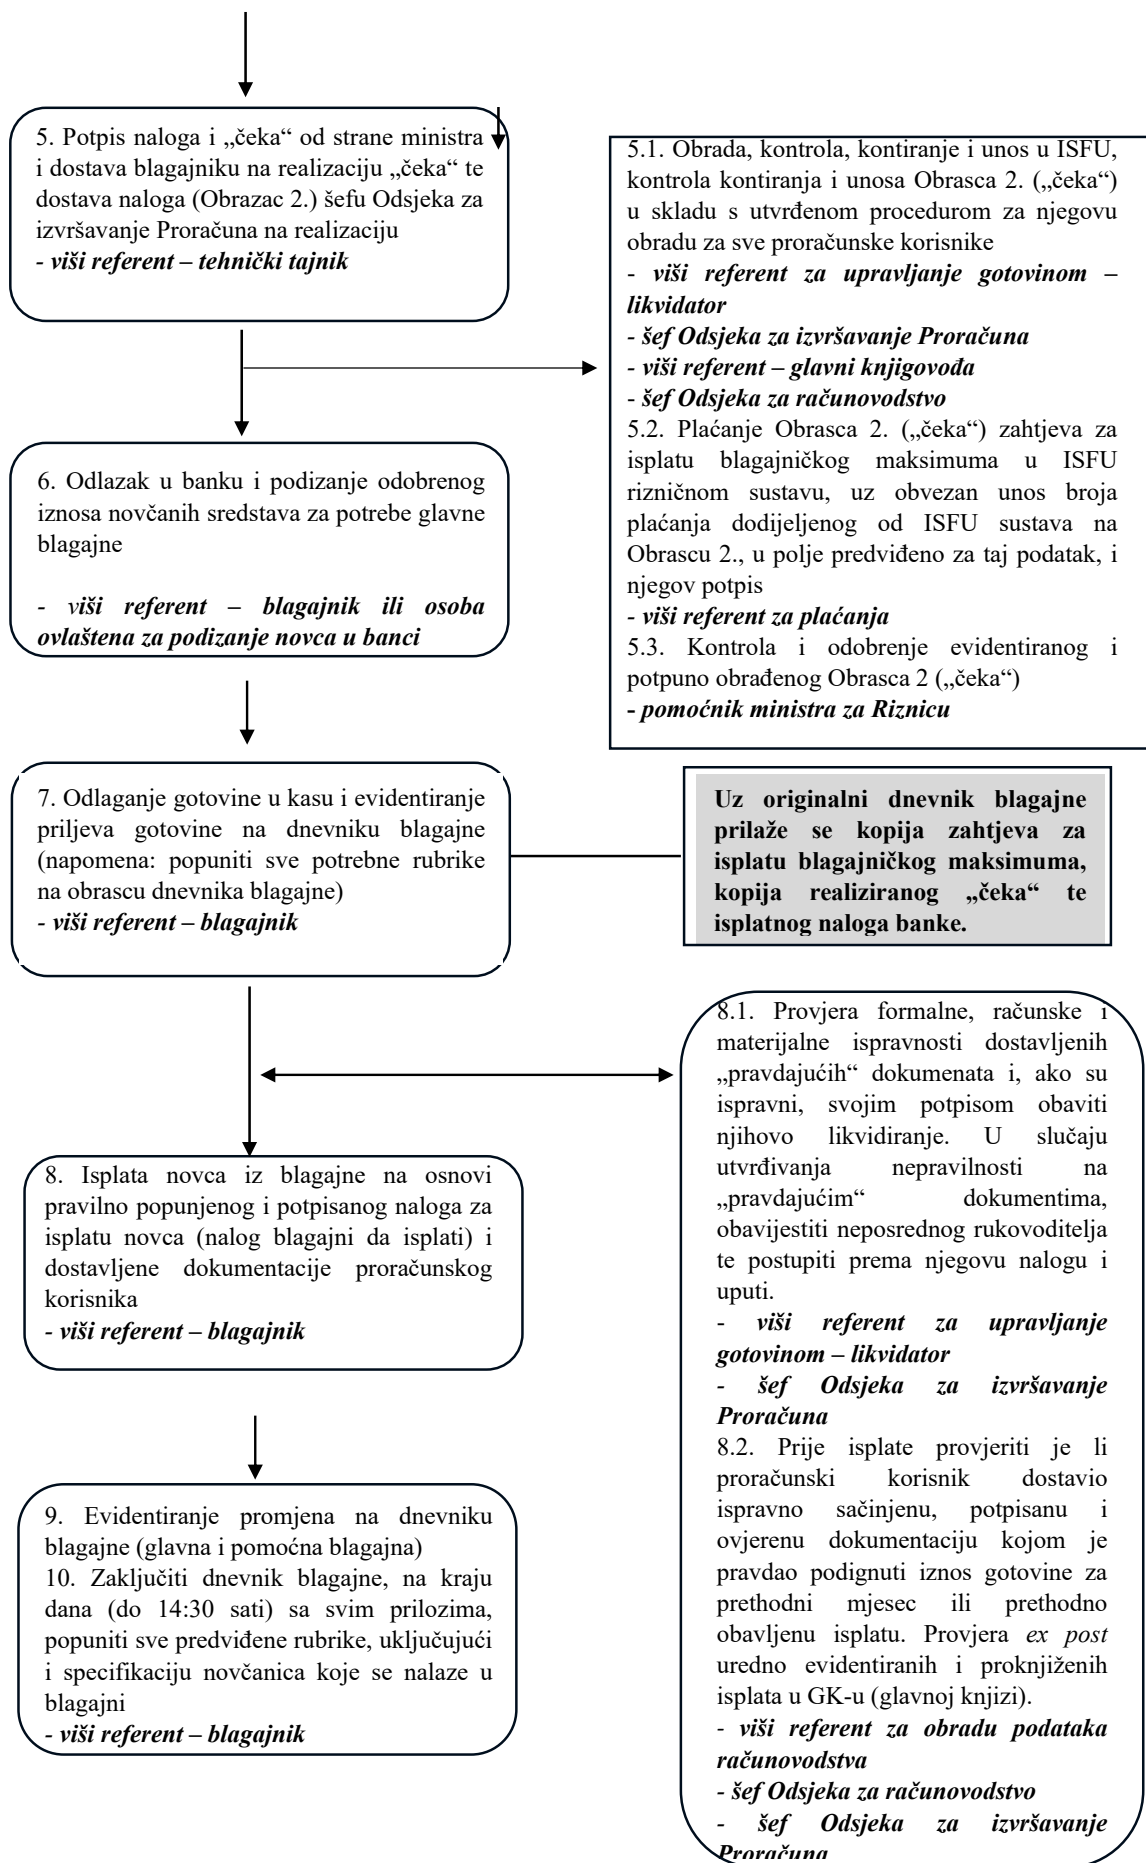 5. Potpis naloga i „čeka“ od strane ministra
i dostava blagajniku na realizaciju „čeka“ te
dostava naloga (Obrazac 2.) šefu Odsjeka za
izvršavanje Proračuna na realizaciju
- viši referent – tehnički tajnik
5.1. Obrada, kontrola, kontiranje i unos u ISFU,
kontrola kontiranja i unosa Obrasca 2. („čeka“)
u skladu s utvrđenom procedurom za njegovu
obradu za sve proračunske korisnike
- viši referent za upravljanje gotovinom –
likvidator
- šef Odsjeka za izvršavanje Proračuna
- viši referent – glavni knjigovođa
- šef Odsjeka za računovodstvo
5.2. Plaćanje Obrasca 2. („čeka“) zahtjeva za
isplatu blagajničkog maksimuma u ISFU
rizničnom sustavu, uz obvezan unos broja
plaćanja dodijeljenog od ISFU sustava na
Obrascu 2., u polje predviđeno za taj podatak, i
njegov potpis
- viši referent za plaćanja
5.3. Kontrola i odobrenje evidentiranog i
potpuno obrađenog Obrasca 2 („čeka“)
- pomoćnik ministra za Riznicu
6. Odlazak u banku i podizanje odobrenog
iznosa novčanih sredstava za potrebe glavne
blagajne
- viši referent – blagajnik ili osoba
ovlaštena za podizanje novca u banci
7. Odlaganje gotovine u kasu i evidentiranje
priljeva gotovine na dnevniku blagajne
(napomena: popuniti sve potrebne rubrike
na obrascu dnevnika blagajne)
- viši referent – blagajnik
Uz originalni dnevnik blagajne
prilaže se kopija zahtjeva za
isplatu blagajničkog maksimuma,
kopija realiziranog „čeka“ te
isplatnog naloga banke.
8. Isplata novca iz blagajne na osnovi
pravilno popunjenog i potpisanog naloga za
isplatu novca (nalog blagajni da isplati) i
dostavljene dokumentacije proračunskog
korisnika
- viši referent – blagajnik
8.1. Provjera formalne, računske i
materijalne ispravnosti dostavljenih
„pravdajućih“ dokumenata i, ako su
ispravni, svojim potpisom obaviti
njihovo likvidiranje. U slučaju
utvrđivanja nepravilnosti na
„pravdajućim“ dokumentima,
obavijestiti neposrednog rukovoditelja
te postupiti prema njegovu nalogu i
uputi.
- viši referent za upravljanje
gotovinom – likvidator
- šef Odsjeka za izvršavanje
Proračuna
8.2. Prije isplate provjeriti je li
proračunski korisnik dostavio
ispravno sačinjenu, potpisanu i
ovjerenu dokumentaciju kojom je
pravdao podignuti iznos gotovine za
prethodni mjesec ili prethodno
obavljenu isplatu. Provjera ex post
uredno evidentiranih i proknjiženih
isplata u GK-u (glavnoj knjizi).
- viši referent za obradu podataka
računovodstva
- šef Odsjeka za računovodstvo
- šef Odsjeka za izvršavanje
Proračuna
9. Evidentiranje promjena na dnevniku
blagajne (glavna i pomoćna blagajna)
10. Zaključiti dnevnik blagajne, na kraju
dana (do 14:30 sati) sa svim prilozima,
popuniti sve predviđene rubrike, uključujući
i specifikaciju novčanica koje se nalaze u
blagajni
- viši referent – blagajnik